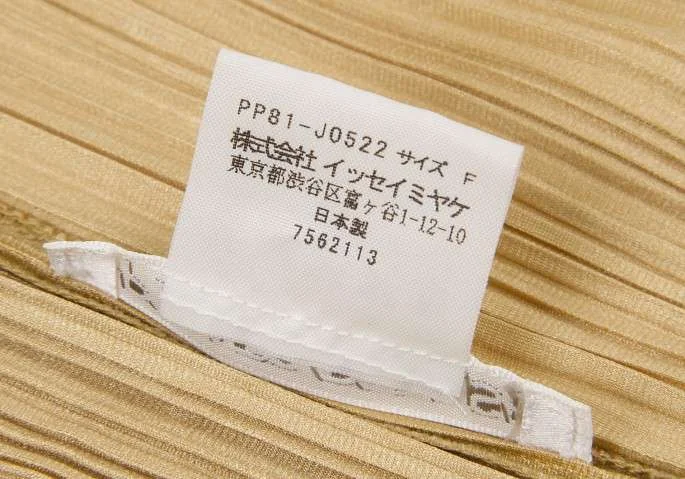 PP81-J0522 サイズ F
株式会社 イッセイミヤケ
東京都渋谷区富ヶ谷1-12-10
日本製
7562113